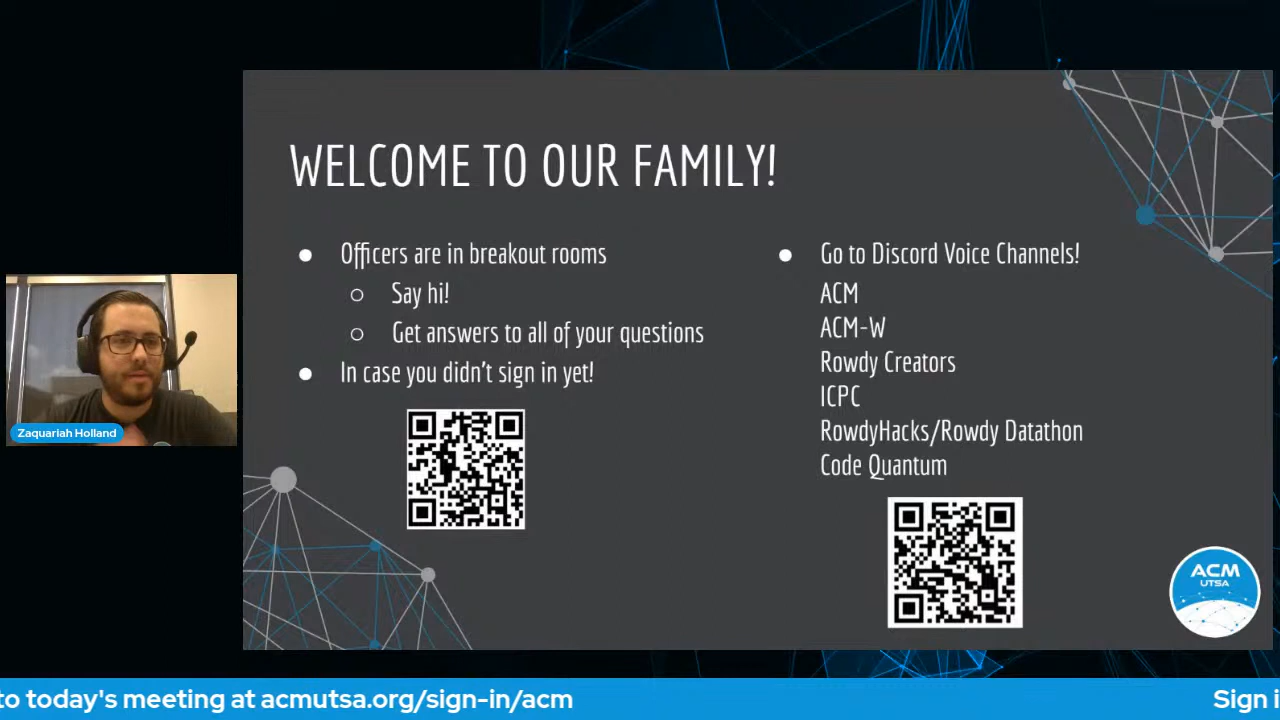 WELCOME TO OUR FAMILY!
Officers are in breakout rooms
Say hi!
Get answers to all of your questions
In case you didn't sign in yet!
Go to Discord Voice Channels!
ACM
ACM-W
Rowdy Creators
ICPC
RowdyHacks/Rowdy Datathon
Code Quantum
Zaquariah Holland
ACM
UTSA
to today's meeting at acmutsa.org/sign-in/acm
Sign i